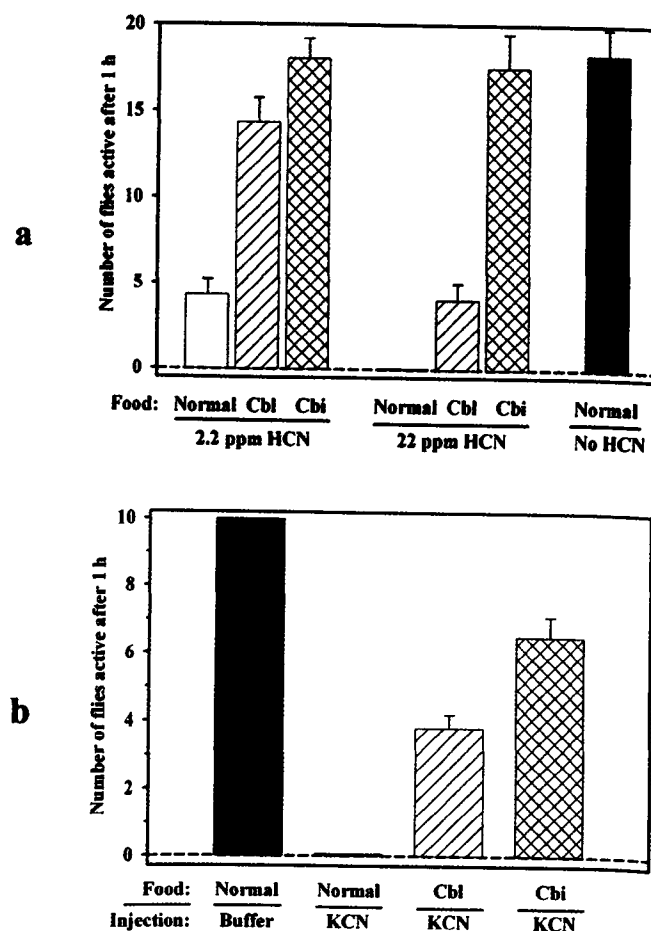 a
Number of flies active after 1 h
20
15
10
5
0
Food: Normal Cbl Cbi Normal Cbl Cbi Normal
2.2 ppm HCN 22 ppm HCN No HCN
b
Number of flies active after 1 h
10
8
6
4
2
0
Food: Normal Normal Cbl Cbi
Injection: Buffer KCN KCN KCN